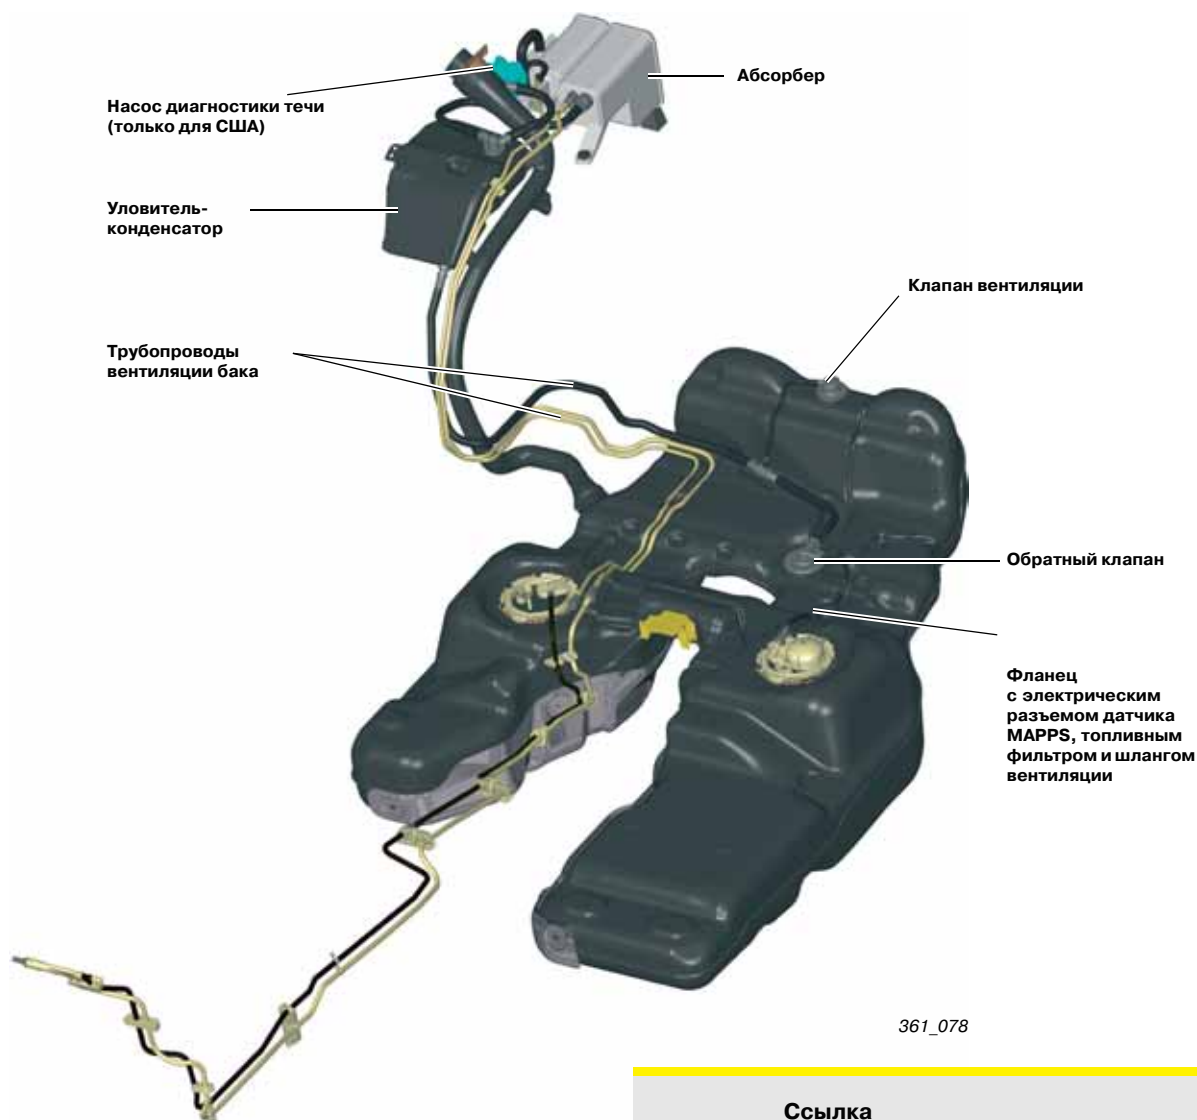 Абсорбер
Насос диагностики течи
(только для США)
Уловитель-
конденсатор
Клапан вентиляции
Трубопроводы
вентиляции бака
Обратный клапан
Фланец
с электрическим
разъемом датчика
MAPPS, топливным
фильтром и шлангом
вентиляции
361_078
Ссылка